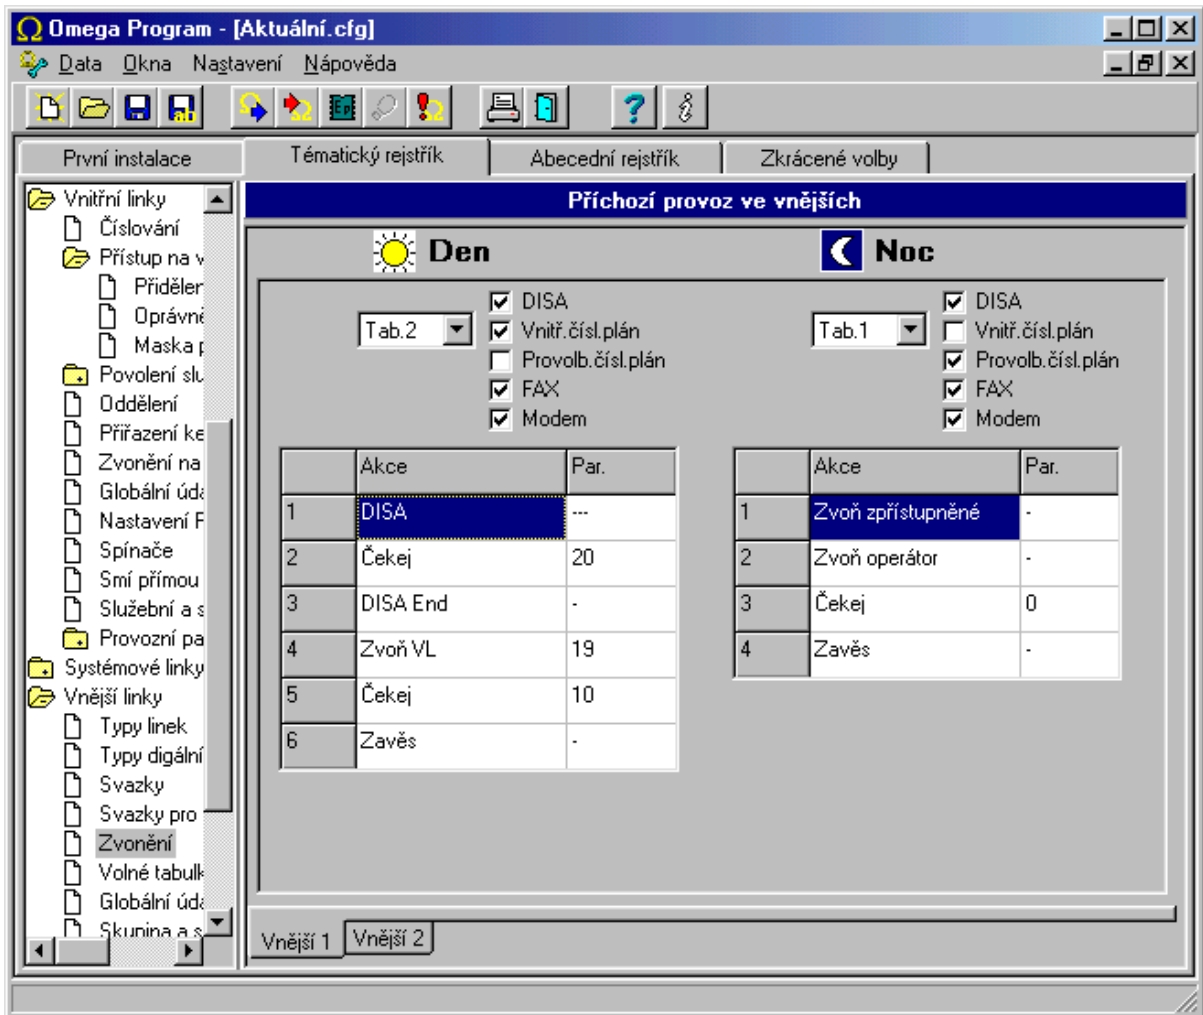 Omega Program - [Aktuální.cfg]
Data Okna Nastavení Nápověda
První instalace Tématický rejstřík Abecední rejstřík Zkrácené volby
Vnitřní linky
Číslování
Přístup na v
Přidělen
Oprávně
Maska p
Povolení slu
Oddělení
Přiřazení ke
Zvonění na
Globální úda
Nastavení F
Spínače
Smí přímou
Služební a s
Provozní pa
Systémové linky
Vnější linky
Typy linek
Typy digální
Svazky
Svazky pro
Zvonění
Volné tabulk
Globální úda
Skupina a s
Příchozí provoz ve vnějších
Den
Tab.2
DISA
Vnitř.čísl.plán
Provolb.čísl.plán
FAX
Modem
Akce Par.
1 DISA ---
2 Čekej 20
3 DISA End -
4 Zvoň VL 19
5 Čekej 10
6 Zavěs -
Noc
Tab.1
DISA
Vnitř.čísl.plán
Provolb.čísl.plán
FAX
Modem
Akce Par.
1 Zvoň zpřístupněné -
2 Zvoň operátor -
3 Čekej 0
4 Zavěs -
Vnější 1 Vnější 2